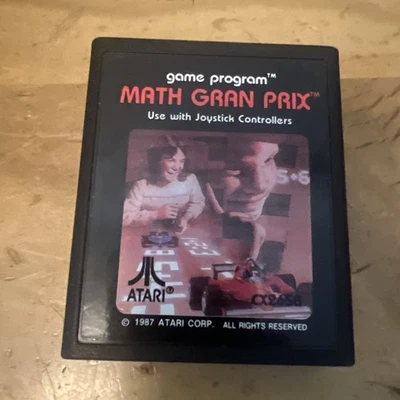 game program™
MATH GRAN PRIX™
Use with Joystick Controllers
5+6
ATARI®
CX2658
© 1987 ATARI CORP. ALL RIGHTS RESERVED